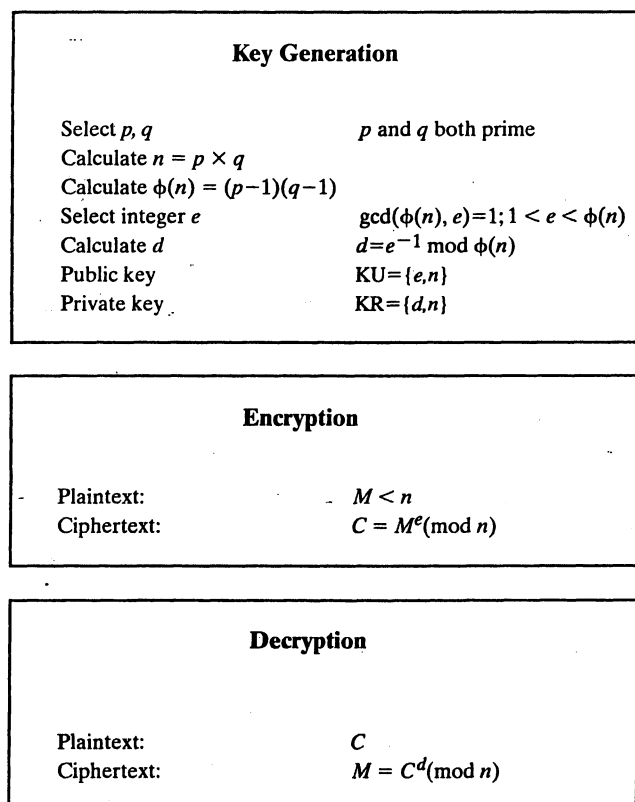 Key Generation
Select p, q p and q both prime
Calculate n = p × q
Calculate ϕ(n) = (p−1)(q−1)
Select integer e gcd(ϕ(n), e)=1; 1 < e < ϕ(n)
Calculate d d=e⁻¹ mod ϕ(n)
Public key KU={e,n}
Private key KR={d,n}
Encryption
Plaintext: M < n
Ciphertext: C = Mᵉ(mod n)
Decryption
Plaintext: C
Ciphertext: M = Cᵈ(mod n)